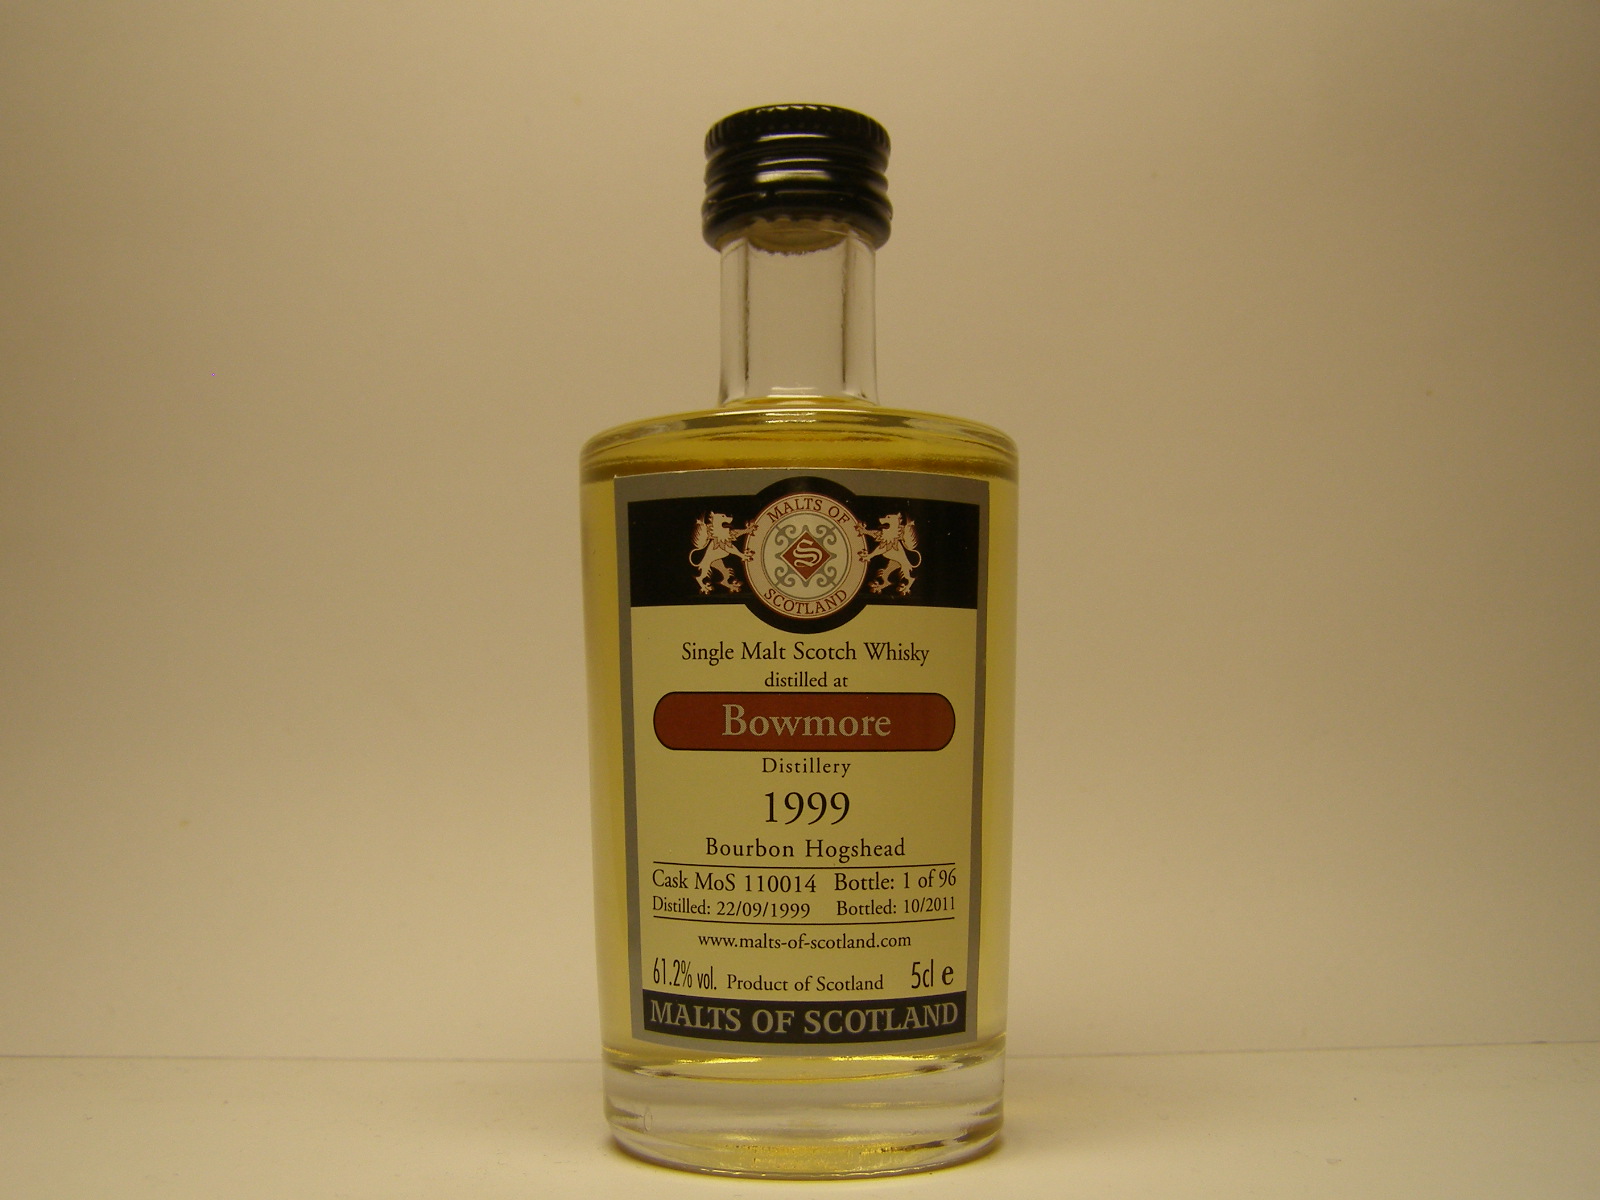 MALTS OF
S
SCOTLAND
Single Malt Scotch Whisky
distilled at
Bowmore
Distillery
1999
Bourbon Hogshead
Cask MoS 110014 Bottle: 1 of 96
Distilled: 22/09/1999 Bottled: 10/2011
www.malts-of-scotland.com
61.2% vol. Product of Scotland 5cl e
MALTS OF SCOTLAND